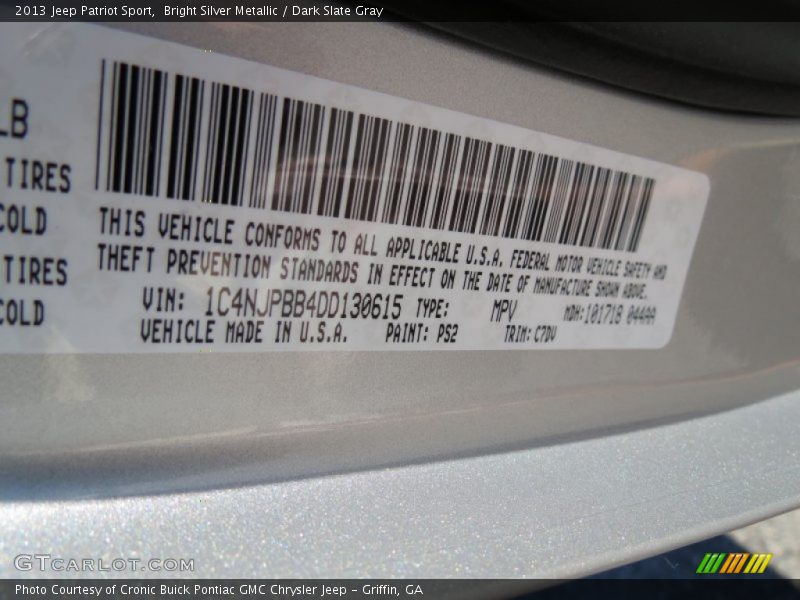 2013 Jeep Patriot Sport,  Bright Silver Metallic / Dark Slate Gray
LB
TIRES
COLD
TIRES
COLD
THIS VEHICLE CONFORMS TO ALL APPLICABLE U.S.A. FEDERAL MOTOR VEHICLE SAFETY AND
THEFT PREVENTION STANDARDS IN EFFECT ON THE DATE OF MANUFACTURE SHOWN ABOVE.
VIN: 1C4NJPBB4DD130615 TYPE: MPV MDH:101718 044AA
VEHICLE MADE IN U.S.A. PAINT: PS2 TRIM: C7DV
GTCARLOT.COM
Photo Courtesy of Cronic Buick Pontiac GMC Chrysler Jeep – Griffin, GA